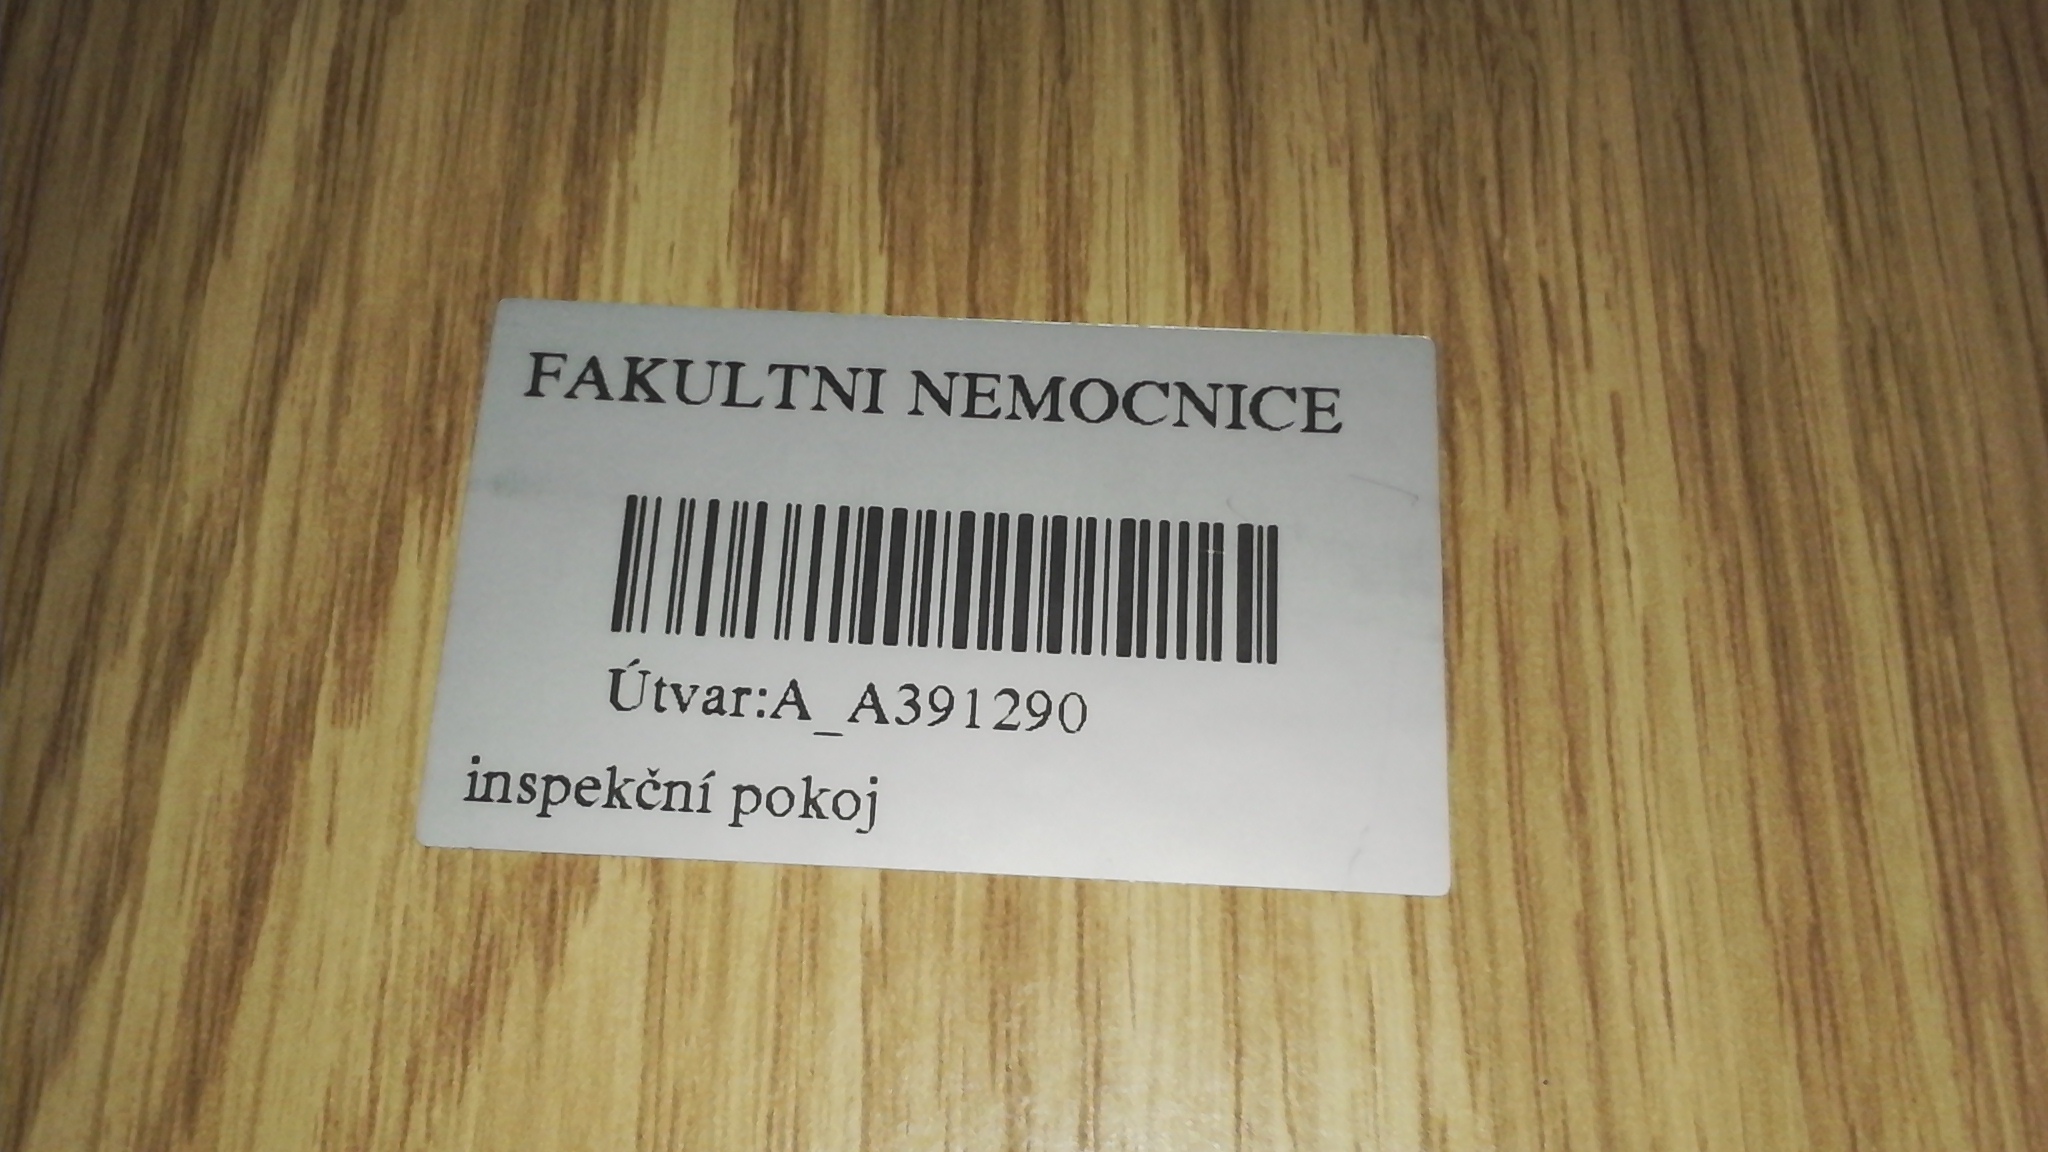 FAKULTNI NEMOCNICE
Útvar:A_A391290
inspekční pokoj